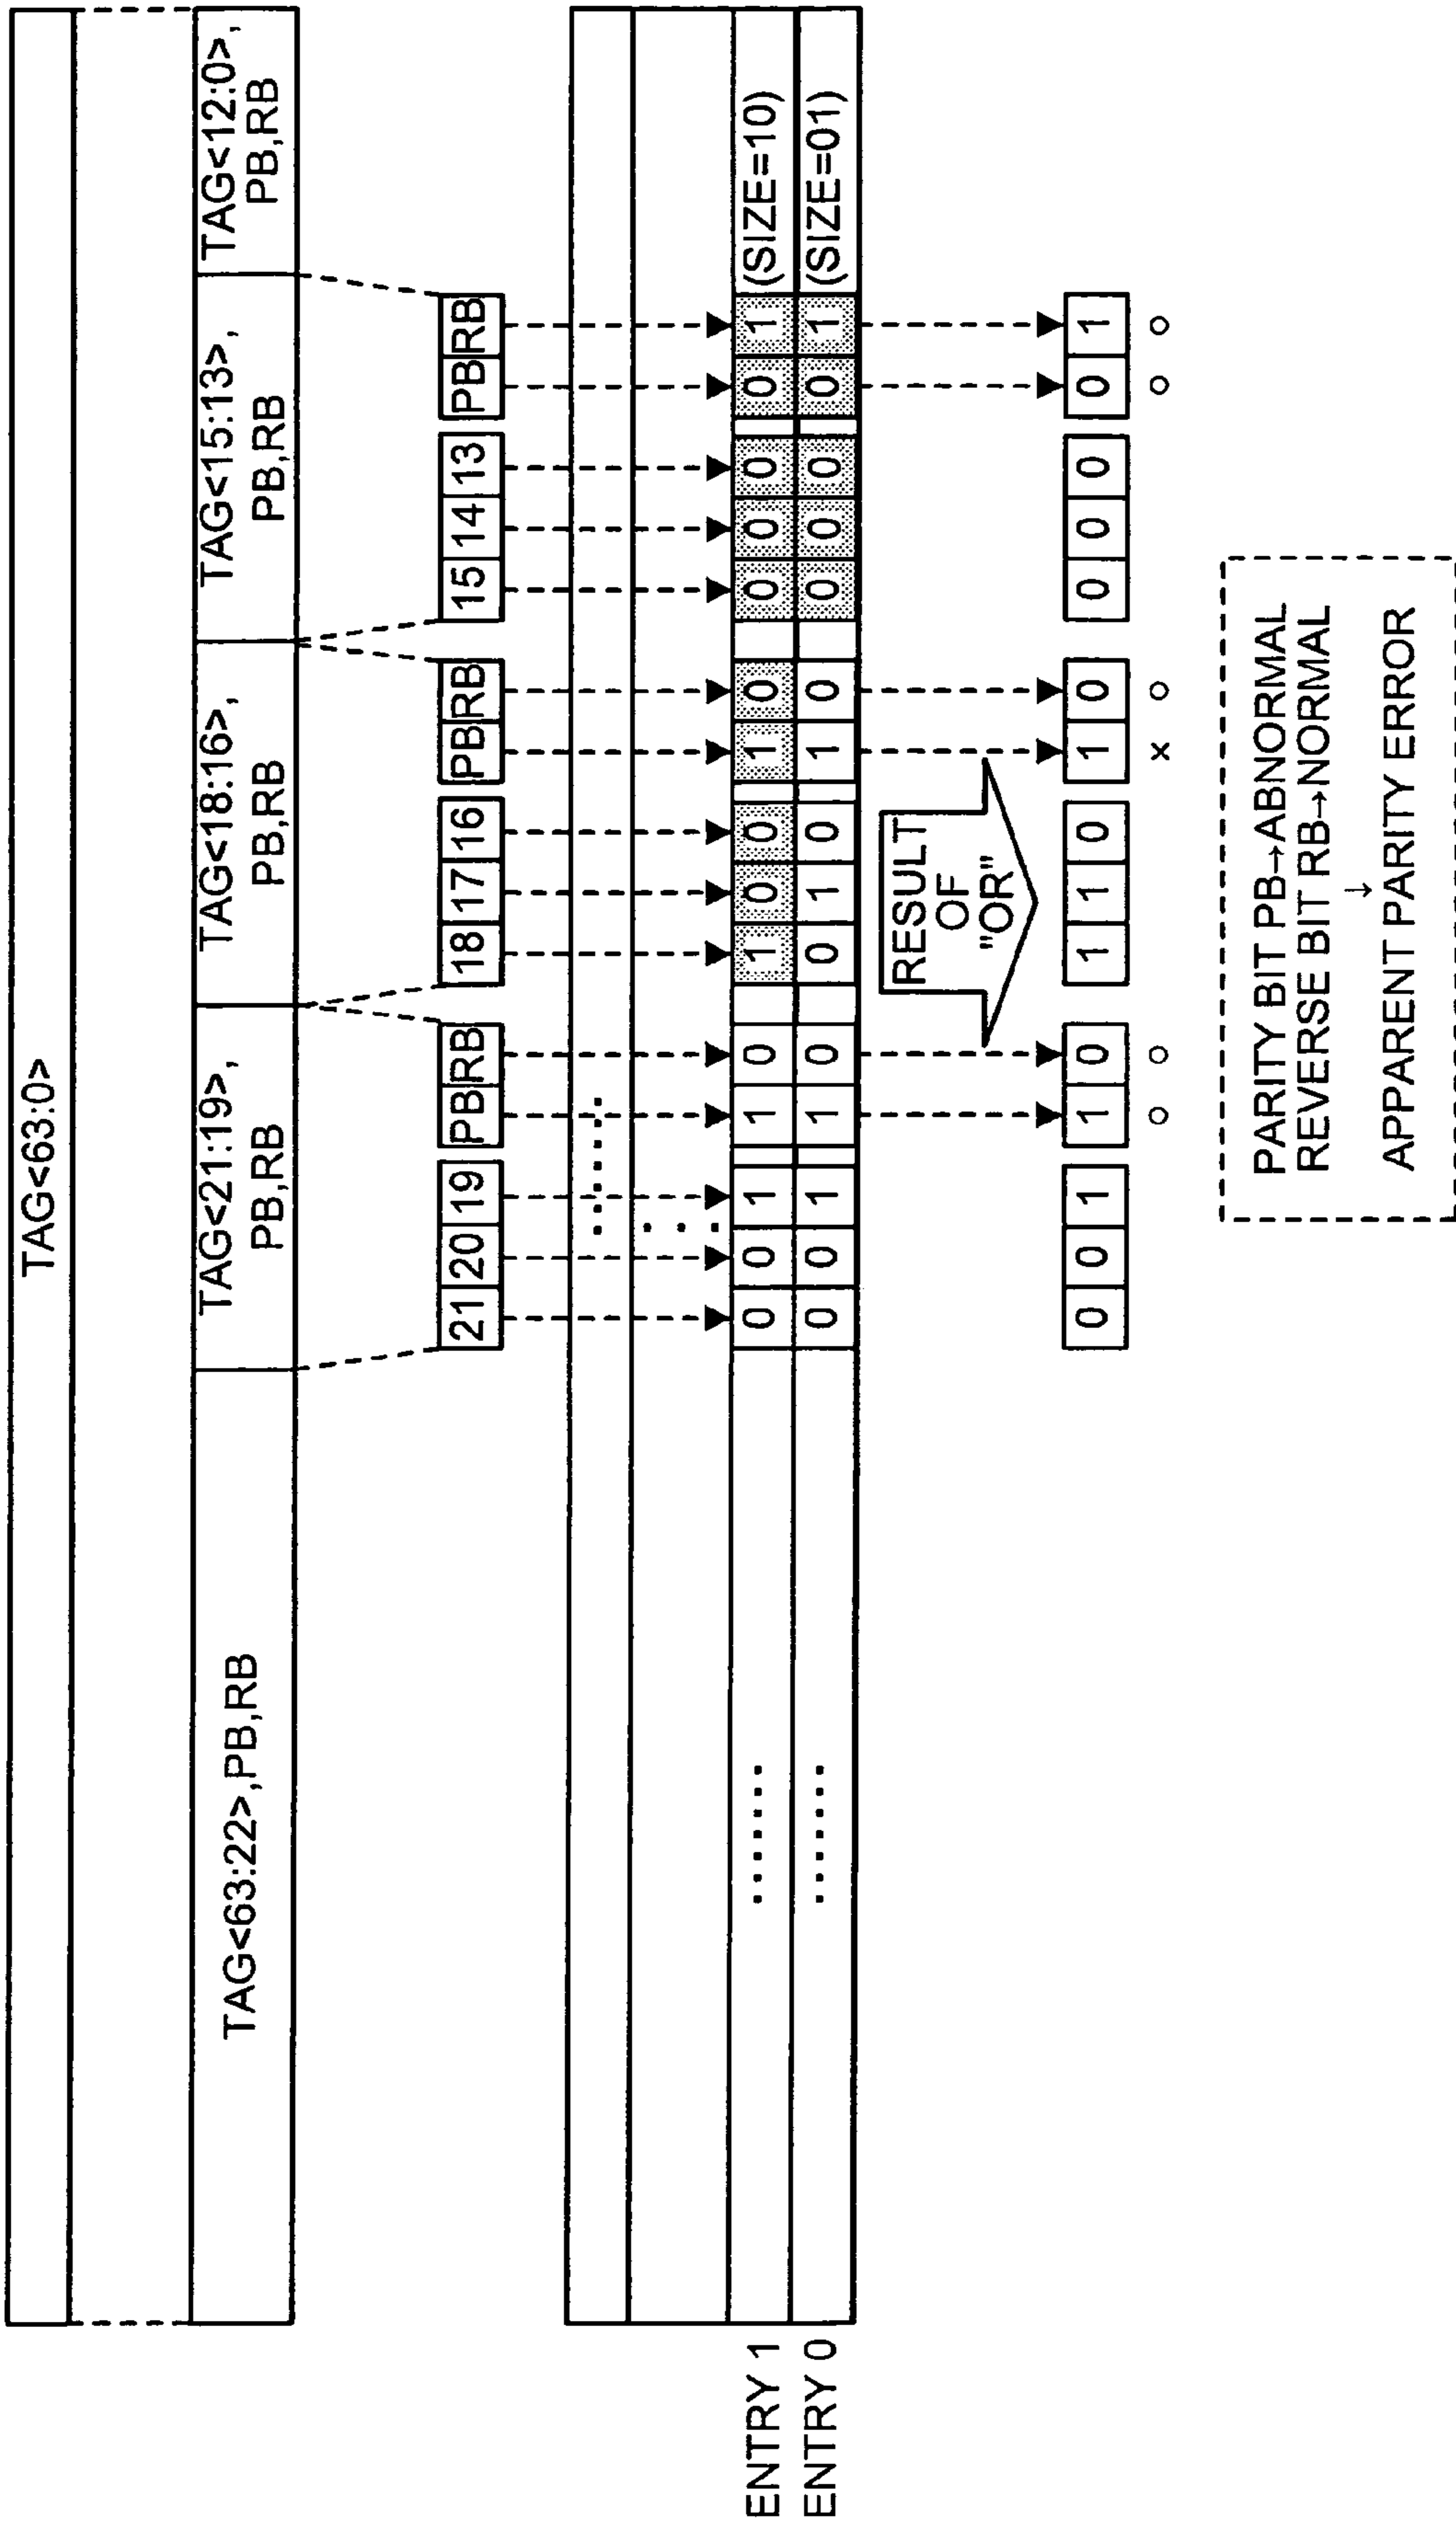 TAG<63:0>
TAG<63:22>,PB,RB
TAG<21:19>,
PB,RB
TAG<18:16>,
PB,RB
TAG<15:13>,
PB,RB
TAG<12:0>,
PB,RB
21 20 19 PB RB 18 17 16 PB RB 15 14 13 PB RB
ENTRY 1 0 0 1 1 0 1 0 0 1 0 0 0 0 0 1 (SIZE=10)
ENTRY 0 0 0 1 1 0 0 1 0 1 0 0 0 0 0 1 (SIZE=01)
RESULT
OF
"OR"
0 0 1 1 0 1 1 0 1 0 0 0 0 0 1
○ ○ × ○ ○ ○
PARITY BIT PB→ABNORMAL
REVERSE BIT RB→NORMAL
↓
APPARENT PARITY ERROR